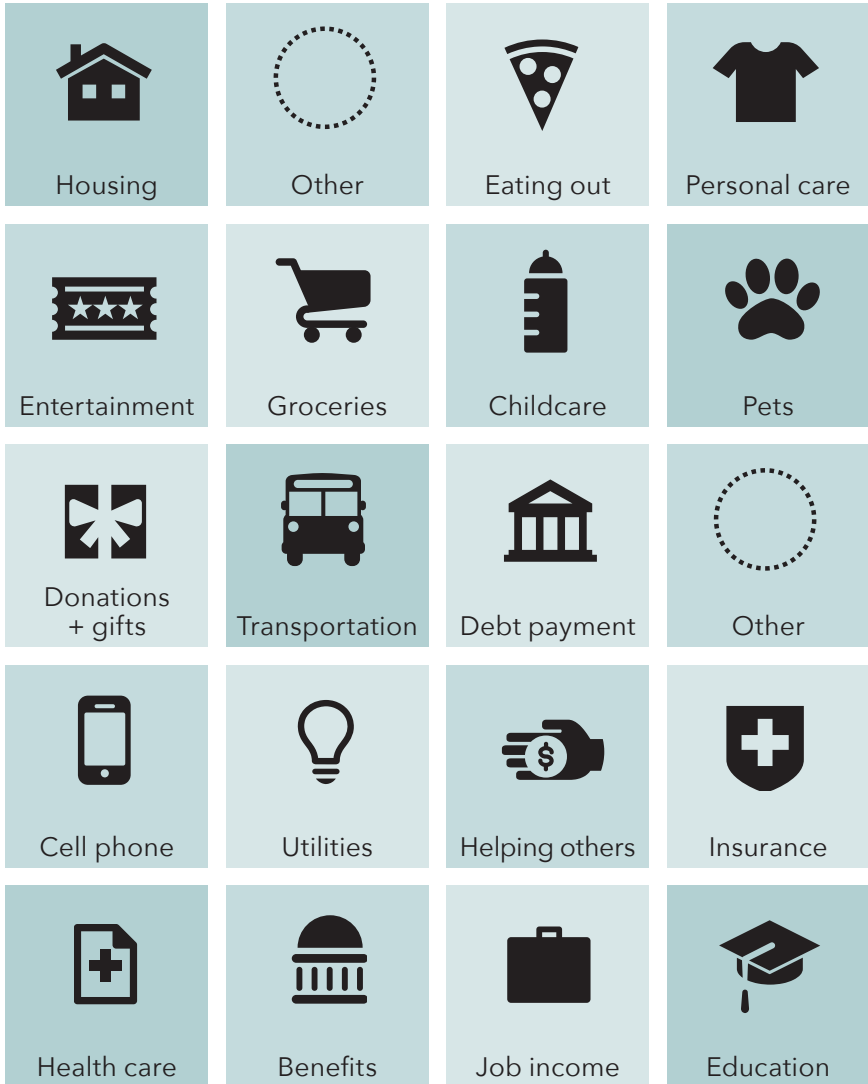 Housing
Other
Eating out
Personal care
Entertainment
Groceries
Childcare
Pets
Donations
+ gifts
Transportation
Debt payment
Other
Cell phone
Utilities
$
Helping others
Insurance
Health care
Benefits
Job income
Education